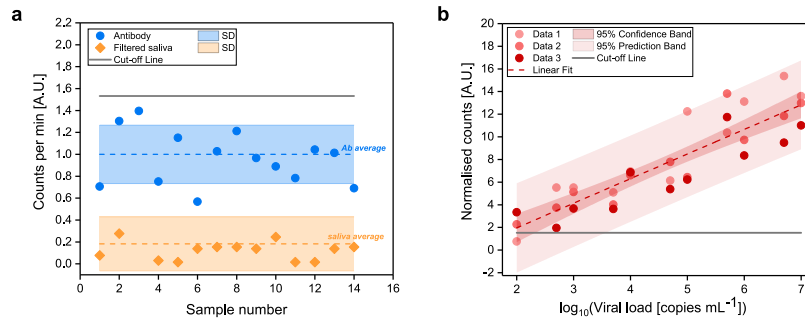 a
Antibody
SD
Filtered saliva
SD
Cut-off Line
2.2
2.0
1.8
1.6
1.4
1.2
1.0
0.8
0.6
0.4
0.2
0.0
Ab average
saliva average
0
2
4
6
8
10
12
14
16
Counts per min [A.U.]
Sample number
b
Data 1
95% Confidence Band
Data 2
95% Prediction Band
Data 3
Cut-off Line
Linear Fit
20
18
16
14
12
10
8
6
4
2
0
-2
2
3
4
5
6
7
Normalised counts [A.U.]
log10(Viral load [copies mL-1])